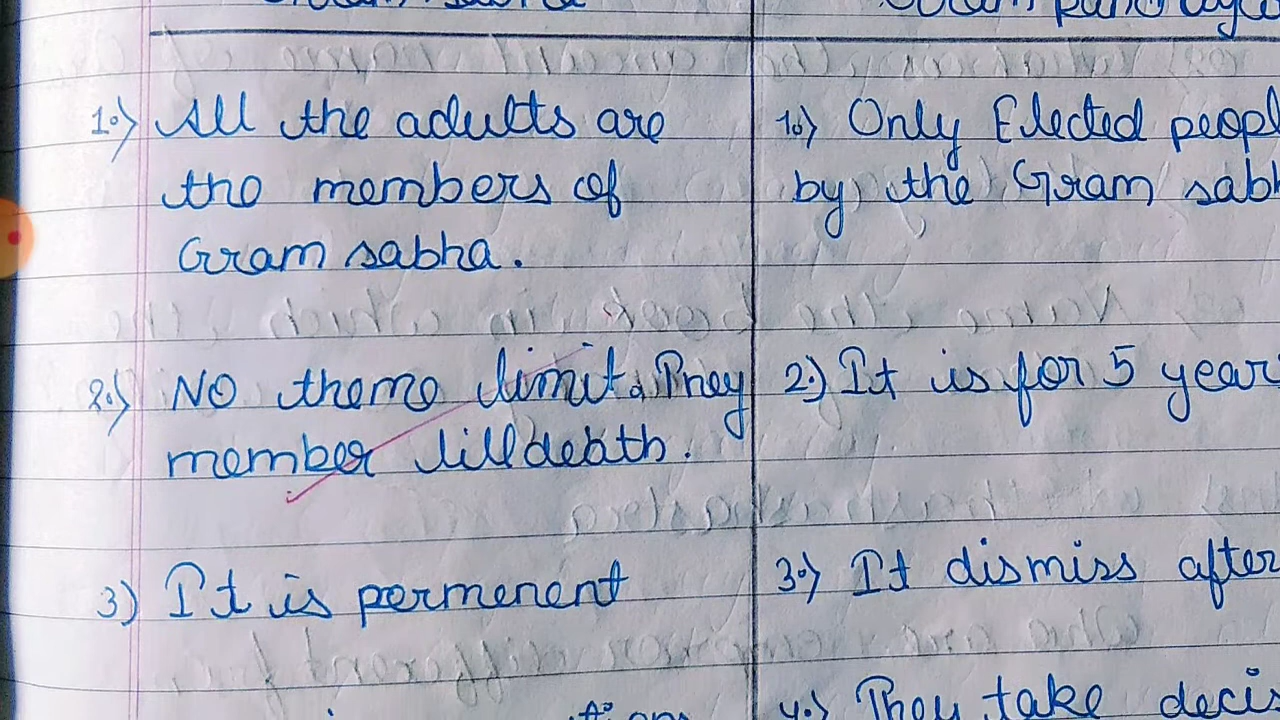 1.) All the adults are
the members of
Gram sabha.
2.) No theme limit. They
member till death.
3) It is permenent
1.) Only Elected peopl
by the Gram sabh
2.) It is for 5 year
3.) It dismiss after
4.) They take decis